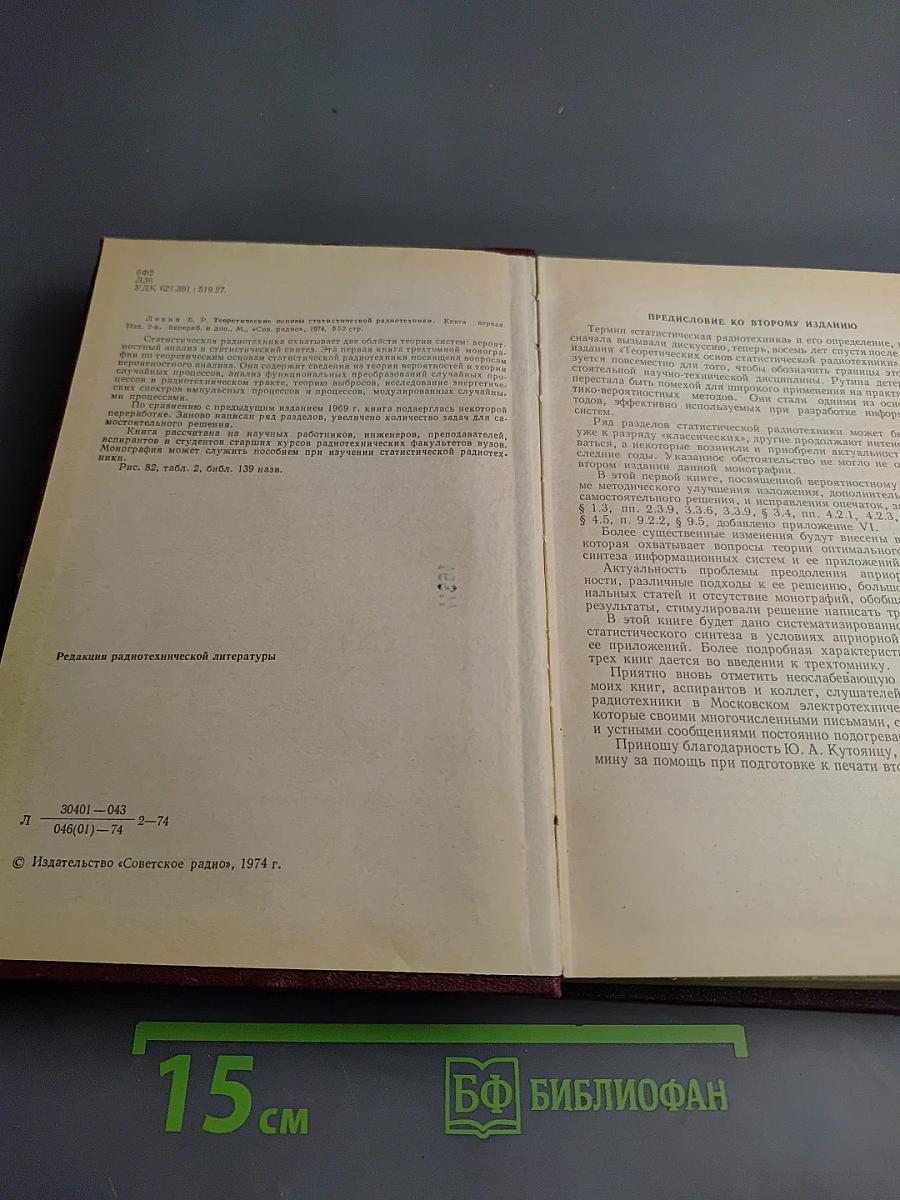 6Ф2
Л36
УДК 621.391 : 519.27.
Левин Б. Р. Теоретические основы статистической радиотехники. Книга первая.
Изд. 2-е, перераб. и доп., М., «Сов. радио», 1974, 552 стр.
Статистическая радиотехника охватывает две области теории систем: вероят-
ностный анализ и статистический синтез. Эта первая книга трехтомной моногра-
фии по теоретическим основам статистической радиотехники посвящена вопросам
вероятностного анализа. Она содержит сведения из теории вероятностей и теории
случайных процессов, анализ функциональных преобразований случайных про-
цессов в радиотехническом тракте, теорию выбросов, исследование энергетиче-
ских спектров импульсных процессов и процессов, модулированных случайны-
ми процессами.
По сравнению с предыдущим изданием 1969 г. книга подверглась некоторой
переработке. Заново написан ряд разделов, увеличено количество задач для са-
мостоятельного решения.
Книга рассчитана на научных работников, инженеров, преподавателей,
аспирантов и студентов старших курсов радиотехнических факультетов вузов.
Монография может служить пособием при изучении статистической радиотех-
ники.
Рис. 82, табл. 2, библ. 139 назв.
Редакция радиотехнической литературы
Л 30401—043
046(01)—74 2—74
© Издательство «Советское радио», 1974 г.
ПРЕДИСЛОВИЕ КО ВТОРОМУ ИЗДАНИЮ
Термин «статистическая радиотехника» и его определение,
сначала вызывали дискуссию, теперь, восемь лет спустя после
издания «Теоретических основ статистической радиотехники»,
зуется повсеместно для того, чтобы обозначить границы
стоятельной научно-технической дисциплины. Рутина детер
перестала быть помехой для широкого применения на практ
тико-вероятностных методов. Они стали одними из осн
тодов, эффективно используемых при разработке инфор
систем.
Ряд разделов статистической радиотехники может
уже к разряду «классических», другие продолжают интен
ваться, а некоторые возникли и приобрели актуальност
следние годы. Указанное обстоятельство не могло не
втором издании данной монографии.
В этой первой книге, посвященной вероятностному
ме методического улучшения изложения, дополнитель
самостоятельного решения, и исправления опечаток, за
§ 1.3, пп. 2.3.9, 3.3.6, 3.3.9, § 3.4, пп. 4.2.1, 4.2.3,
§ 4.5, п. 9.2.2, § 9.5, добавлено приложение VI.
Более существенные изменения будут внесены в
которая охватывает вопросы теории оптимального
синтеза информационных систем и ее приложений
Актуальность проблемы преодоления априор
ности, различные подходы к ее решению, большо
нальных статей и отсутствие монографий, обобща
результаты, стимулировали решение написать тр
В этой книге будет дано систематизированно
статистического синтеза в условиях априорной
ее приложений. Более подробная характерист
трех книг дается во введении к трехтомнику.
Приятно вновь отметить неослабевающую
моих книг, аспирантов и коллег, слушателей
радиотехники в Московском электротехниче
которые своими многочисленными письмами, с
и устными сообщениями постоянно подогрева
Приношу благодарность Ю. А. Кутоянцу,
мину за помощь при подготовке к печати вто
15 см
БФ БИБЛИОФАН